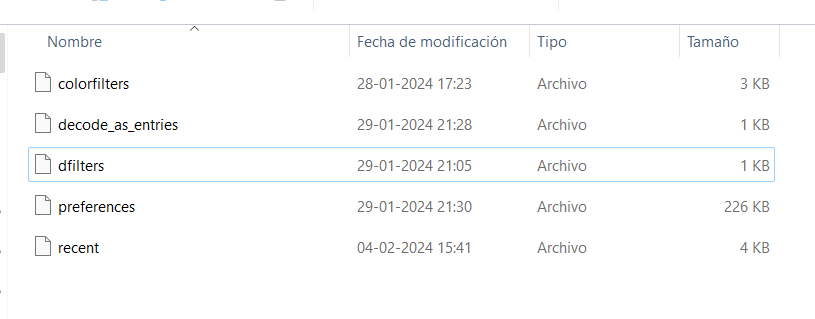 Nombre Fecha de modificación Tipo Tamaño
colorfilters 28-01-2024 17:23 Archivo 3 KB
decode_as_entries 29-01-2024 21:28 Archivo 1 KB
dfilters 29-01-2024 21:05 Archivo 1 KB
preferences 29-01-2024 21:30 Archivo 226 KB
recent 04-02-2024 15:41 Archivo 4 KB